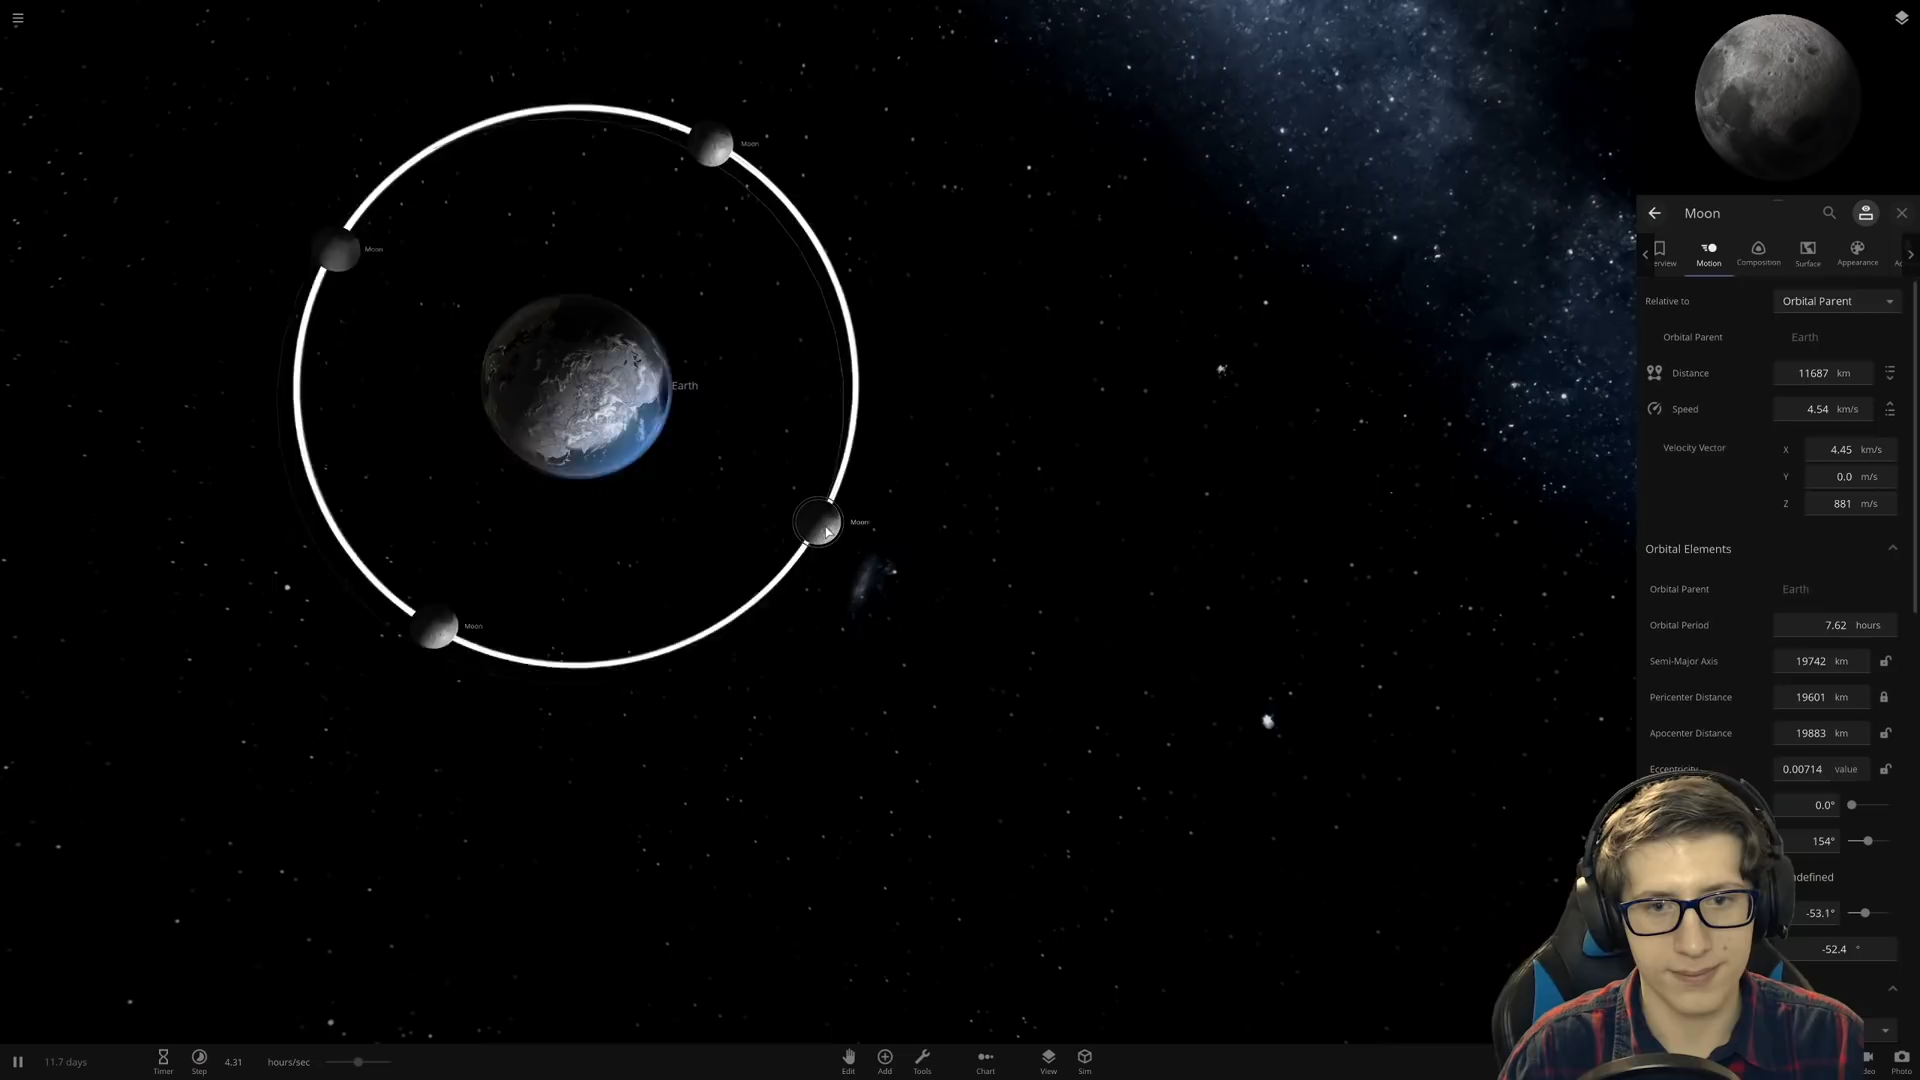 Moon
Moon
Earth
Moon
Moon
Moon
Motion
Composition
Surface
Appearance
Relative to
Orbital Parent
Orbital Parent
Earth
Distance
11687 km
Speed
4.54 km/s
Velocity Vector
X 4.45 km/s
Y 0.0 m/s
Z 881 m/s
Orbital Elements
Orbital Parent
Earth
Orbital Period
7.62 hours
Semi-Major Axis
19742 km
Pericenter Distance
19601 km
Apocenter Distance
19883 km
Eccentricity
0.00714 value
0.0°
154°
-53.1°
-52.4 °
11.7 days
Timer
Step
4.31
hours/sec
Edit
Add
Tools
Chart
View
Sim
Photo